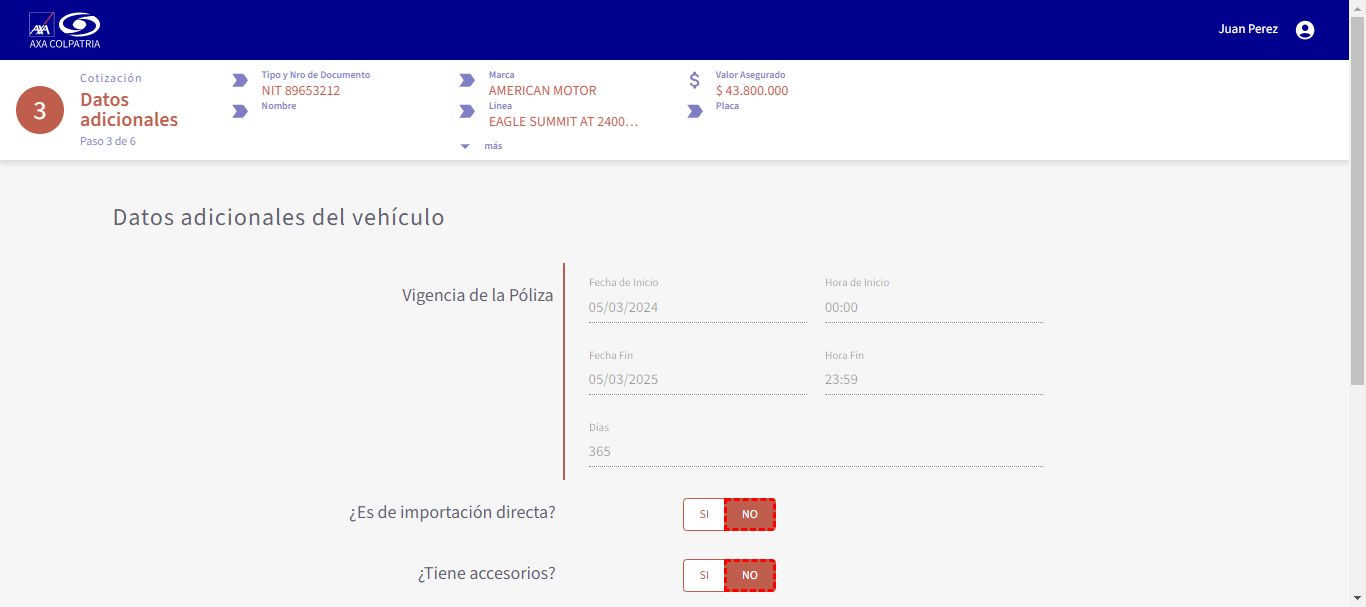 AXA
AXA COLPATRIA
Juan Perez
3
Cotización
Datos
adicionales
Paso 3 de 6
Tipo y Nro de Documento
NIT 89653212
Nombre
Marca
AMERICAN MOTOR
Línea
EAGLE SUMMIT AT 2400...
más
$
Valor Asegurado
$ 43.800.000
Placa
Datos adicionales del vehículo
Vigencia de la Póliza
Fecha de Inicio
Hora de Inicio
05/03/2024
00:00
Fecha Fin
Hora Fin
05/03/2025
23:59
Días
365
¿Es de importación directa?
SI
NO
¿Tiene accesorios?
SI
NO